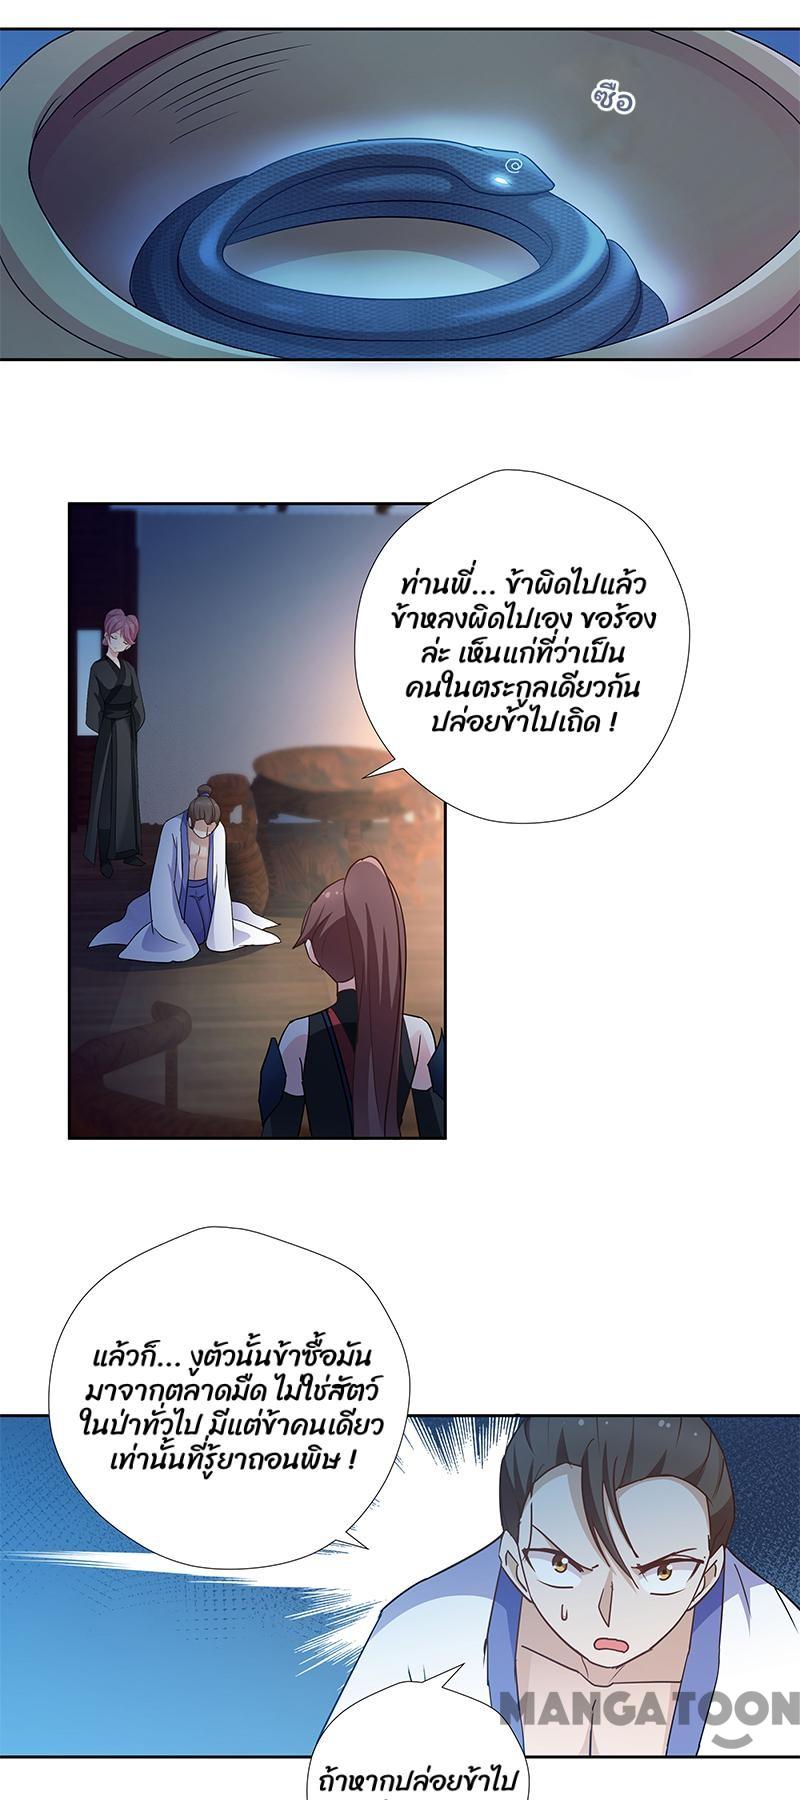 ซือ
ท่านพี่... ข้าผิดไปแล้ว
ข้าหลงผิดไปเอง ขอร้อง
ล่ะ เห็นแก่ที่ว่าเป็น
คนในตระกูลเดียวกัน
ปล่อยข้าไปเถิด !
แล้วก็... งูตัวนั้นข้าซื้อมัน
มาจากตลาดมืด ไม่ใช่สัตว์
ในป่าทั่วไป มีแต่ข้าคนเดียว
เท่านั้นที่รู้ยาถอนพิษ !
MANGATOON
ถ้าหากปล่อยข้าไป